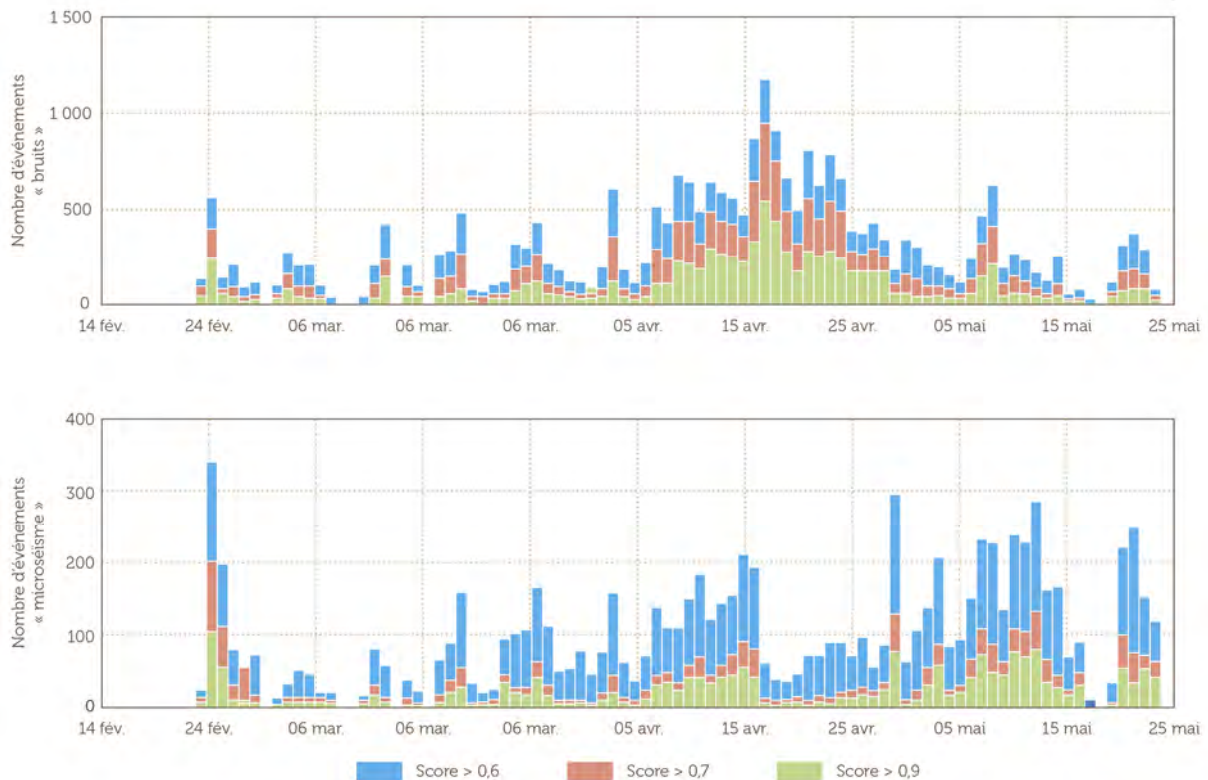 Nombre d'événements
« bruits »
1 500
1 000
500
0
14 fév.
24 fév.
06 mar.
06 mar.
06 mar.
05 avr.
15 avr.
25 avr.
05 mai
15 mai
25 mai
Nombre d'événements
« microséisme »
400
300
200
100
0
14 fév.
24 fév.
06 mar.
06 mar.
06 mar.
05 avr.
15 avr.
25 avr.
05 mai
15 mai
25 mai
Score > 0,6
Score > 0,7
Score > 0,9